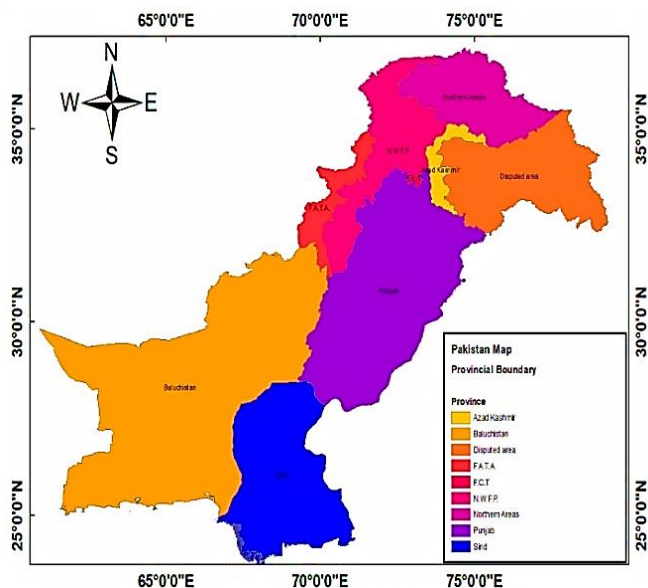 65°0'0"E 70°0'0"E 75°0'0"E
N
W E
S
35°0'0"N 35°0'0"N
Northern Areas
N.W.F.P.
Azad Kashmir
F.C.T
Disputed area
F.A.T.A.
Punjab
30°0'0"N 30°0'0"N
Baluchistan
25°0'0"N 25°0'0"N
Pakistan Map
Provincial Boundary
Province
Azad Kashmir
Baluchistan
Disputed area
F.A.T.A.
F.C.T
N.W.F.P.
Northern Areas
Punjab
Sind
65°0'0"E 70°0'0"E 75°0'0"E